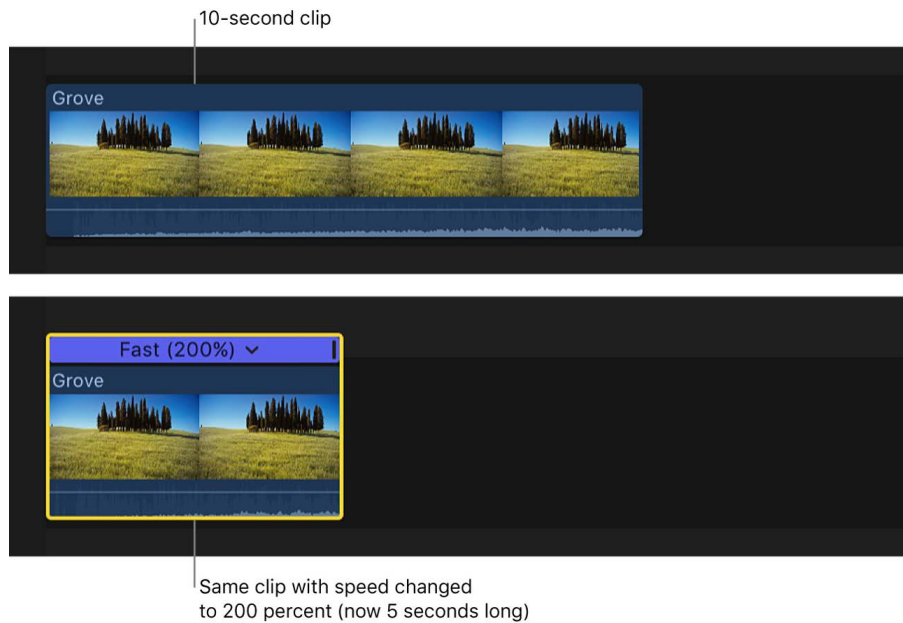 10-second clip
Grove
Fast (200%)
Grove
Same clip with speed changed
to 200 percent (now 5 seconds long)